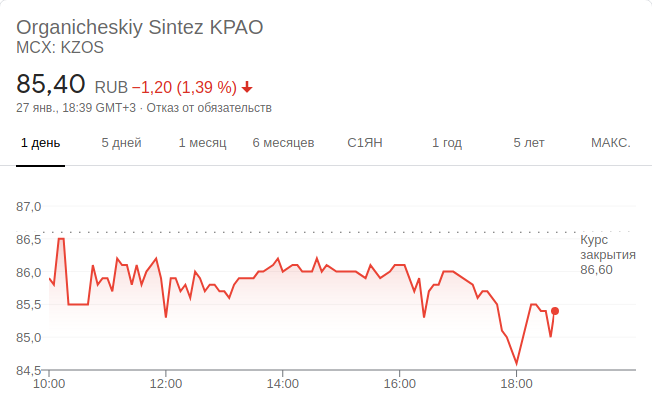 Organicheskiy Sintez KPAO
MCX: KZOS
85,40 RUB −1,20 (1,39 %)
27 янв., 18:39 GMT+3 · Отказ от обязательств
1 день 5 дней 1 месяц 6 месяцев С1ЯН 1 год 5 лет МАКС.
87,0
86,5
Курс
закрытия
86,60
86,0
85,5
85,0
84,5
10:00 12:00 14:00 16:00 18:00